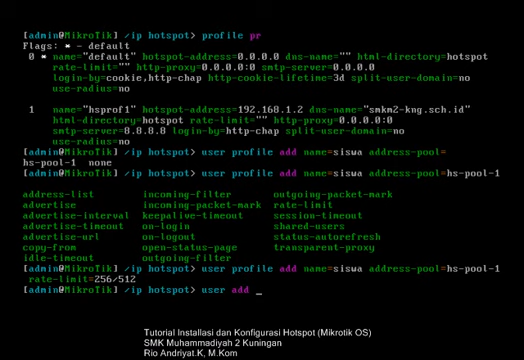 [admin@MikroTik] /ip hotspot> profile pr
Flags: * - default
0 * name="default" hotspot-address=0.0.0.0 dns-name="" html-directory=hotspot
rate-limit="" http-proxy=0.0.0.0:0 smtp-server=0.0.0.0
login-by=cookie,http-chap http-cookie-lifetime=3d split-user-domain=no
use-radius=no
1 name="hsprof1" hotspot-address=192.168.1.2 dns-name="smkm2-kng.sch.id"
html-directory=hotspot rate-limit="" http-proxy=0.0.0.0:0
smtp-server=8.8.8.8 login-by=http-chap split-user-domain=no
use-radius=no
[admin@MikroTik] /ip hotspot> user profile add name=siswa address-pool=
hs-pool-1 none
[admin@MikroTik] /ip hotspot> user profile add name=siswa address-pool=hs-pool-1
address-list incoming-filter outgoing-packet-mark
advertise incoming-packet-mark rate-limit
advertise-interval keepalive-timeout session-timeout
advertise-timeout on-login shared-users
advertise-url on-logout status-autorefresh
copy-from open-status-page transparent-proxy
idle-timeout outgoing-filter
[admin@MikroTik] /ip hotspot> user profile add name=siswa address-pool=hs-pool-1
rate-limit=256/512
[admin@MikroTik] /ip hotspot> user add _
Tutorial Installasi dan Konfigurasi Hotspot (Mikrotik OS)
SMK Muhammadiyah 2 Kuningan
Rio Andriyat.K, M.Kom